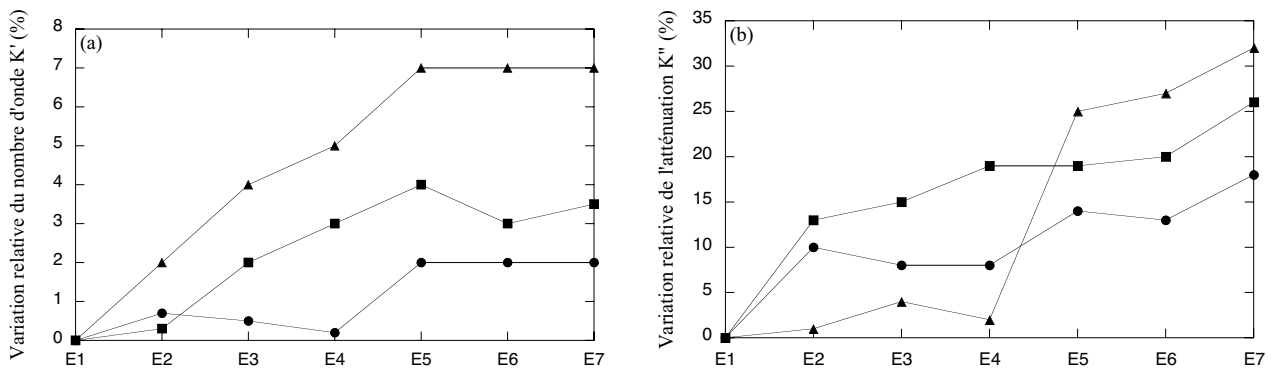 Variation relative du nombre d'onde K' (%)
(a)
8
7
6
5
4
3
2
1
0
E1 E2 E3 E4 E5 E6 E7
Variation relative de l'atténuation K" (%)
(b)
35
30
25
20
15
10
5
0
E1 E2 E3 E4 E5 E6 E7